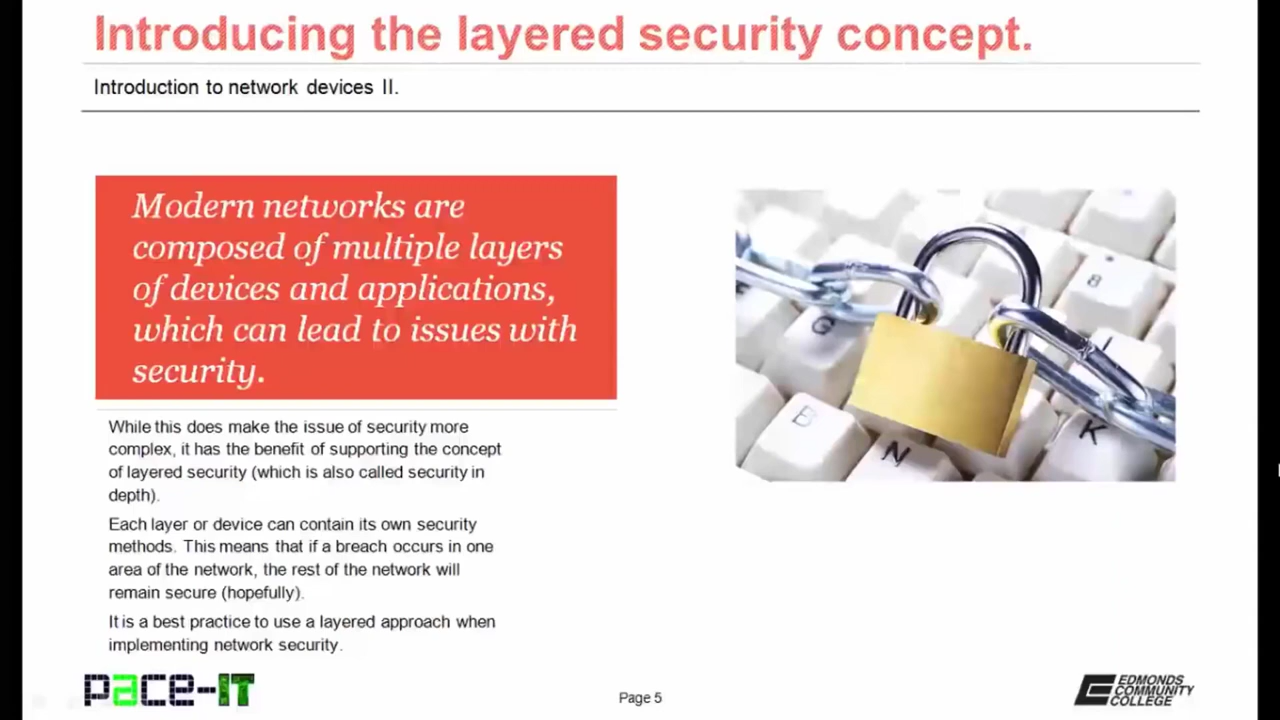 Introducing the layered security concept.
Introduction to network devices II.
Modern networks are
composed of multiple layers
of devices and applications,
which can lead to issues with
security.
While this does make the issue of security more
complex, it has the benefit of supporting the concept
of layered security (which is also called security in
depth).
Each layer or device can contain its own security
methods. This means that if a breach occurs in one
area of the network, the rest of the network will
remain secure (hopefully).
It is a best practice to use a layered approach when
implementing network security.
G
8
B
N
K
pace-IT
Page 5
EDMONDS
COMMUNITY
COLLEGE